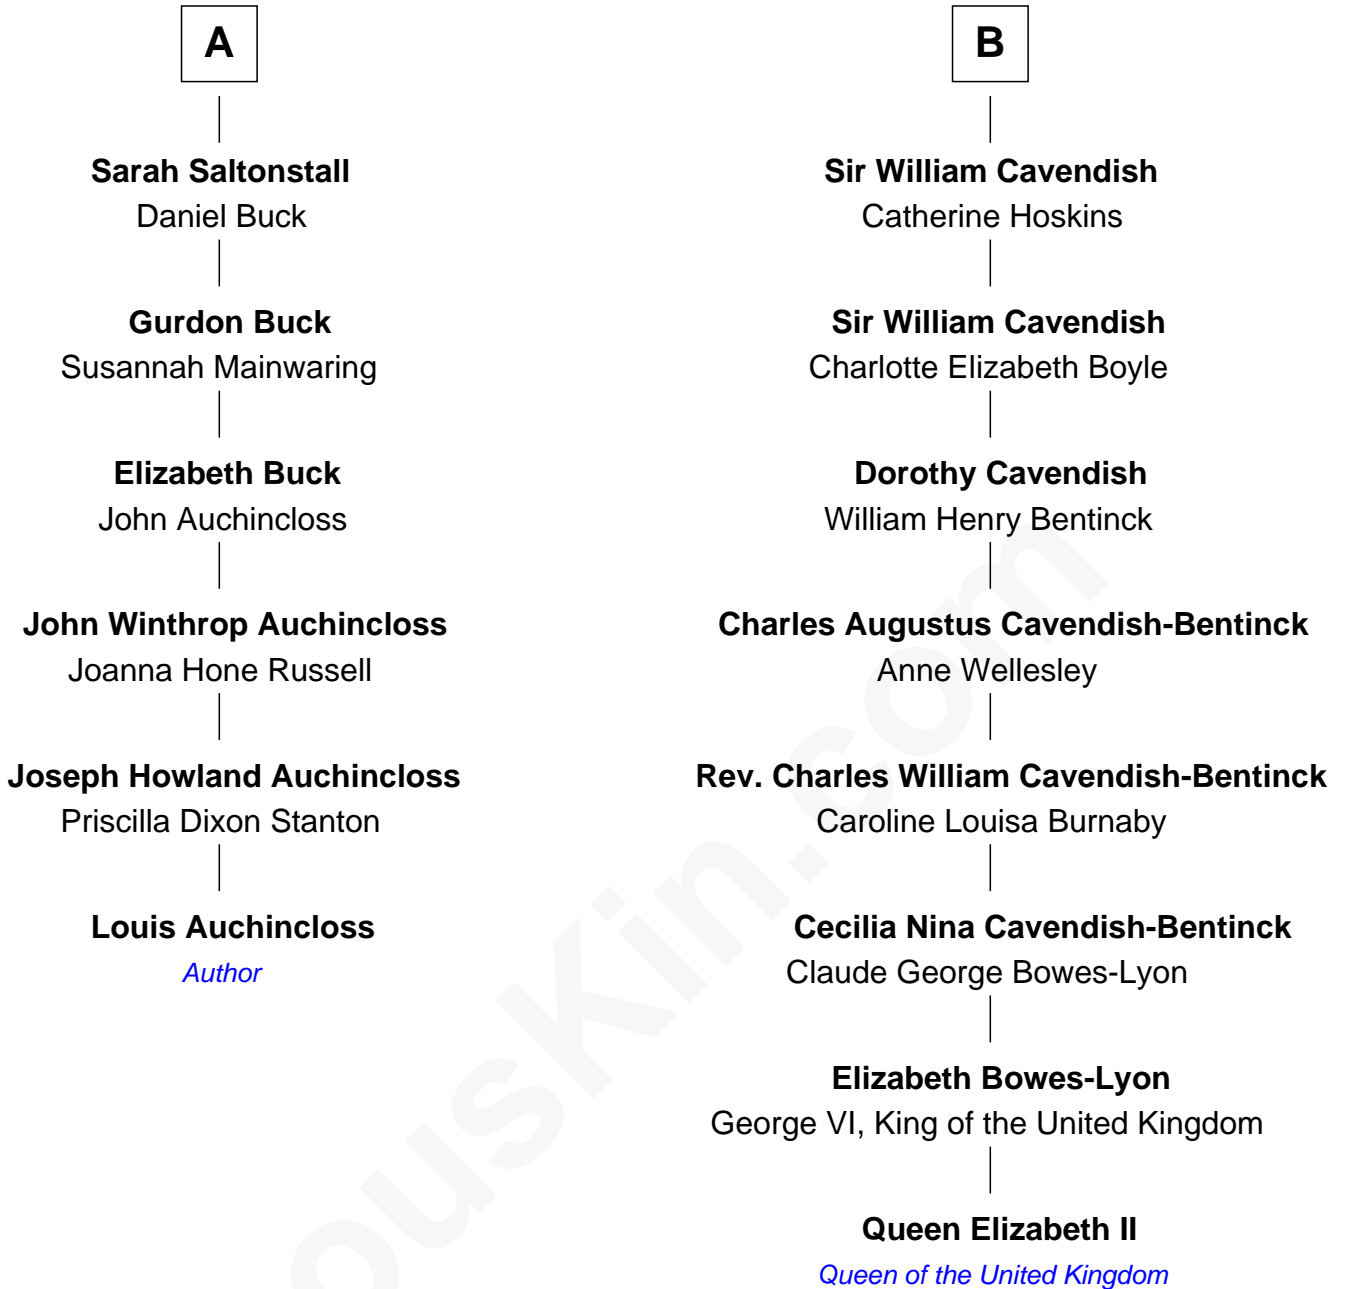 A
Sarah Saltonstall
Daniel Buck
Gurdon Buck
Susannah Mainwaring
Elizabeth Buck
John Auchincloss
John Winthrop Auchincloss
Joanna Hone Russell
Joseph Howland Auchincloss
Priscilla Dixon Stanton
Louis Auchincloss
Author
B
Sir William Cavendish
Catherine Hoskins
Sir William Cavendish
Charlotte Elizabeth Boyle
Dorothy Cavendish
William Henry Bentinck
Charles Augustus Cavendish-Bentinck
Anne Wellesley
Rev. Charles William Cavendish-Bentinck
Caroline Louisa Burnaby
Cecilia Nina Cavendish-Bentinck
Claude George Bowes-Lyon
Elizabeth Bowes-Lyon
George VI, King of the United Kingdom
Queen Elizabeth II
Queen of the United Kingdom
ousKin.com